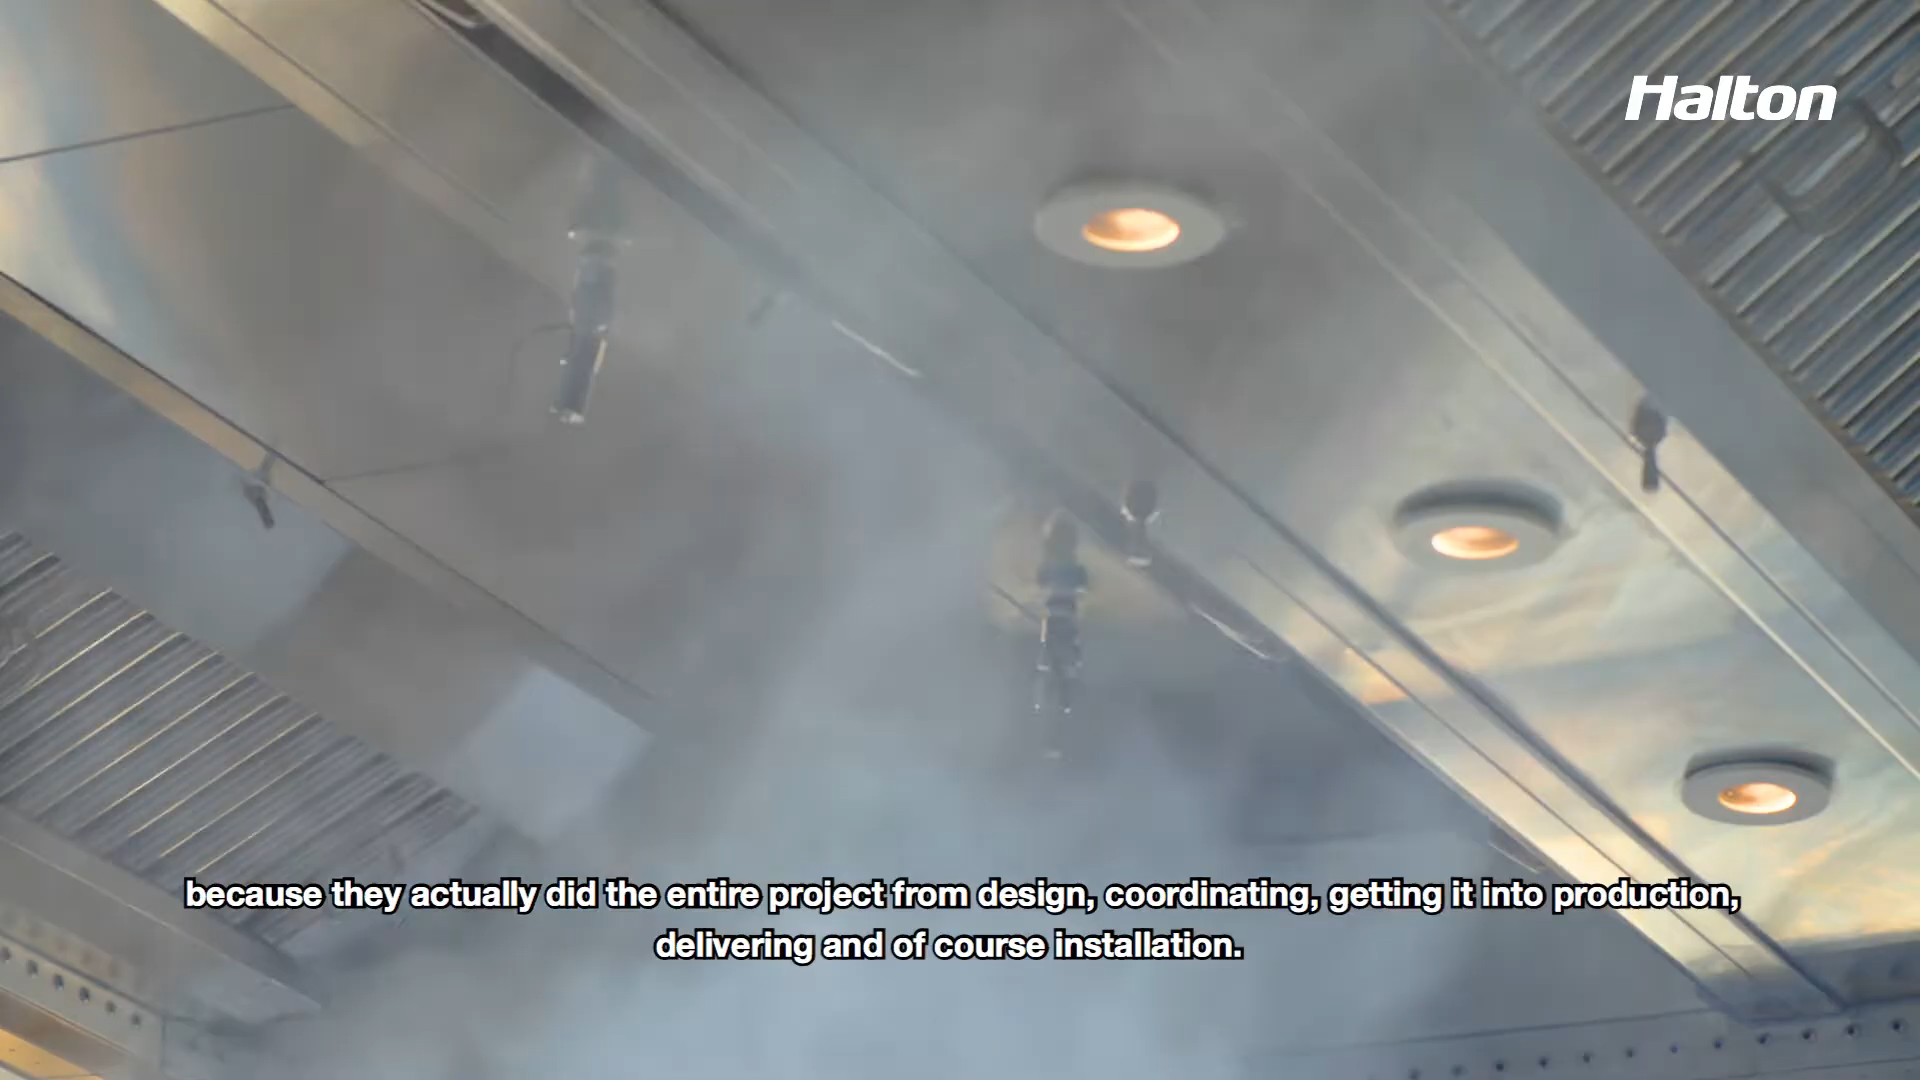 Halton
because they actually did the entire project from design, coordinating, getting it into production,
delivering and of course installation.